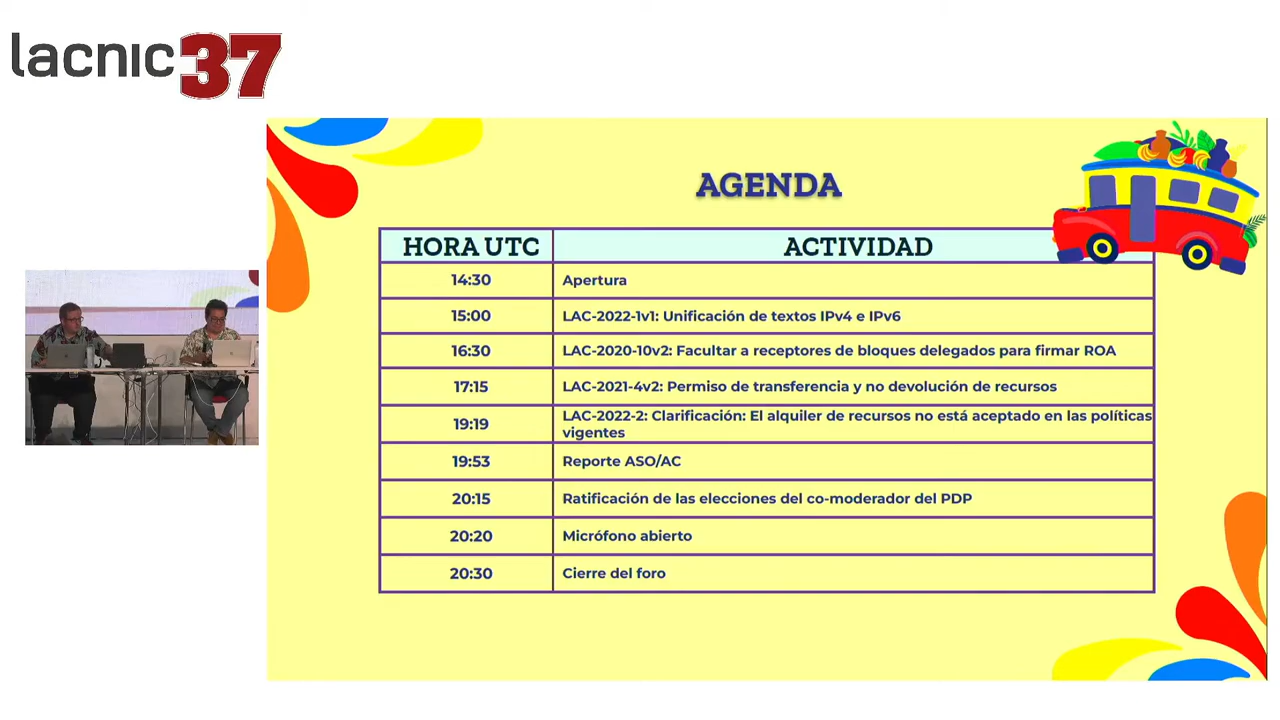 lacnic 37
AGENDA
HORA UTC ACTIVIDAD
14:30 Apertura
15:00 LAC-2022-1v1: Unificación de textos IPv4 e IPv6
16:30 LAC-2020-10v2: Facultar a receptores de bloques delegados para firmar ROA
17:15 LAC-2021-4v2: Permiso de transferencia y no devolución de recursos
19:19 LAC-2022-2: Clarificación: El alquiler de recursos no está aceptado en las políticas
vigentes
19:53 Reporte ASO/AC
20:15 Ratificación de las elecciones del co-moderador del PDP
20:20 Micrófono abierto
20:30 Cierre del foro